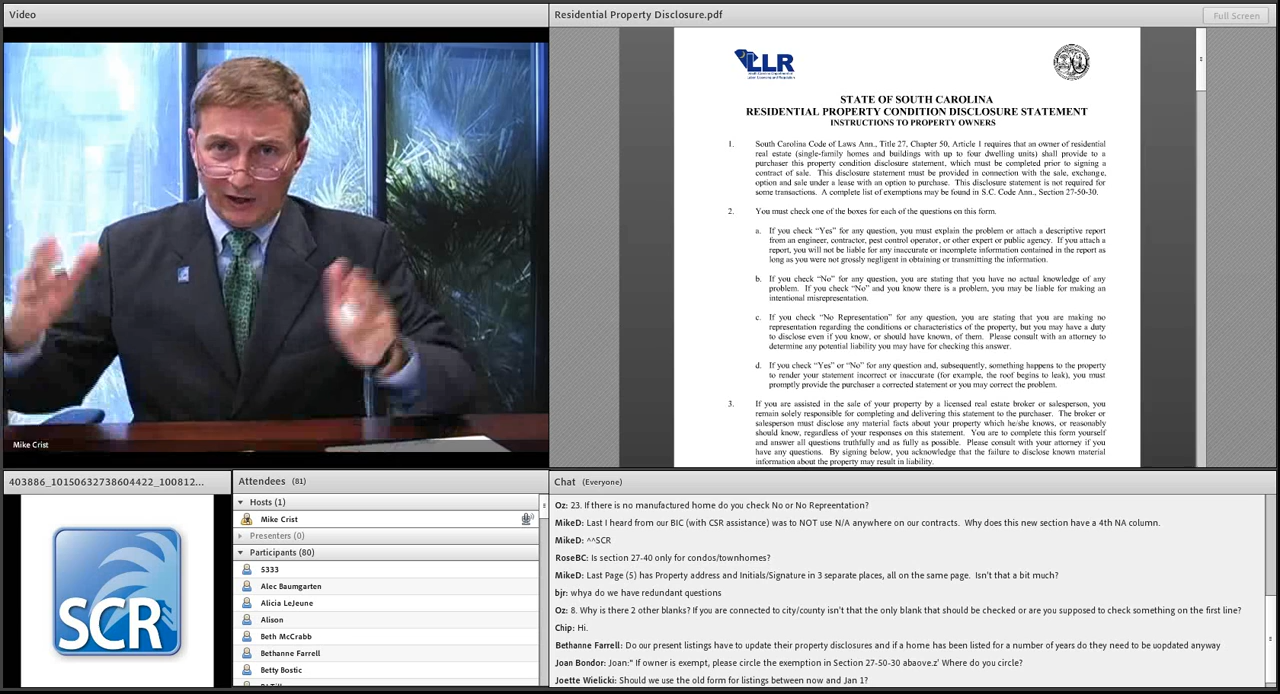 Video
Mike Crist
Residential Property Disclosure.pdf
Full Screen
LLR
STATE OF SOUTH CAROLINA
RESIDENTIAL PROPERTY CONDITION DISCLOSURE STATEMENT
INSTRUCTIONS TO PROPERTY OWNERS
1. South Carolina Code of Laws Ann., Title 27, Chapter 50, Article 1 requires that an owner of residential
real estate (single-family homes and buildings with up to four dwelling units) shall provide to a
purchaser this property condition disclosure statement, which must be completed prior to signing a
contract of sale. This disclosure statement must be provided in connection with the sale, exchange,
option and sale under a lease with an option to purchase. This disclosure statement is not required for
some transactions. A complete list of exemptions may be found in S.C. Code Ann., Section 27-50-30.
2. You must check one of the boxes for each of the questions on this form.
a. If you check "Yes" for any question, you must explain the problem or attach a descriptive report
from an engineer, contractor, pest control operator, or other expert or public agency. If you attach a
report, you will not be liable for any inaccurate or incomplete information contained in the report as
long as you were not grossly negligent in obtaining or transmitting the information.
b. If you check "No" for any question, you are stating that you have no actual knowledge of any
problem. If you check "No" and you know there is a problem, you may be liable for making an
intentional misrepresentation.
c. If you check "No Representation" for any question, you are stating that you are making no
representation regarding the conditions or characteristics of the property, but you may have a duty
to disclose even if you know, or should have known, of them. Please consult with an attorney to
determine any potential liability you may have for checking this answer.
d. If you check "Yes" or "No" for any question and, subsequently, something happens to the property
to render your statement incorrect or inaccurate (for example, the roof begins to leak), you must
promptly provide the purchaser a corrected statement or you may correct the problem.
3. If you are assisted in the sale of your property by a licensed real estate broker or salesperson, you
remain solely responsible for completing and delivering this statement to the purchaser. The broker or
salesperson must disclose any material facts about your property which he/she knows, or reasonably
should know, regardless of your responses on this statement. You are to complete this form yourself
and answer all questions truthfully and as fully as possible. Please consult with your attorney if you
have any questions. By signing below, you acknowledge that the failure to disclose known material
information about the property may result in liability.
403886_10150632738604422_100812...
SCR
Attendees (81)
Hosts (1)
Mike Crist
Presenters (0)
Participants (80)
5333
Alec Baumgarten
Alicia LeJeune
Alison
Beth McCrabb
Bethanne Farrell
Betty Bostic
Chat (Everyone)
Oz: 23. If there is no manufactured home do you check No or No Repreentation?
MikeD: Last I heard from our BIC (with CSR assistance) was to NOT use N/A anywhere on our contracts. Why does this new section have a 4th NA column.
MikeD: ^^SCR
RoseBC: Is section 27-40 only for condos/townhomes?
MikeD: Last Page (5) has Property address and Initials/Signature in 3 separate places, all on the same page. Isn't that a bit much?
bjr: whya do we have redundant questions
Oz: 8. Why is there 2 other blanks? If you are connected to city/county isn't that the only blank that should be checked or are you supposed to check something on the first line?
Chip: Hi.
Bethanne Farrell: Do our present listings have to update their property disclosures and if a home has been listed for a number of years do they need to be uopdated anyway
Joan Bondor: Joan:" If owner is exempt, please circle the exemption in Section 27-50-30 abaove.z' Where do you circle?
Joette Wielicki: Should we use the old form for listings between now and Jan 1?